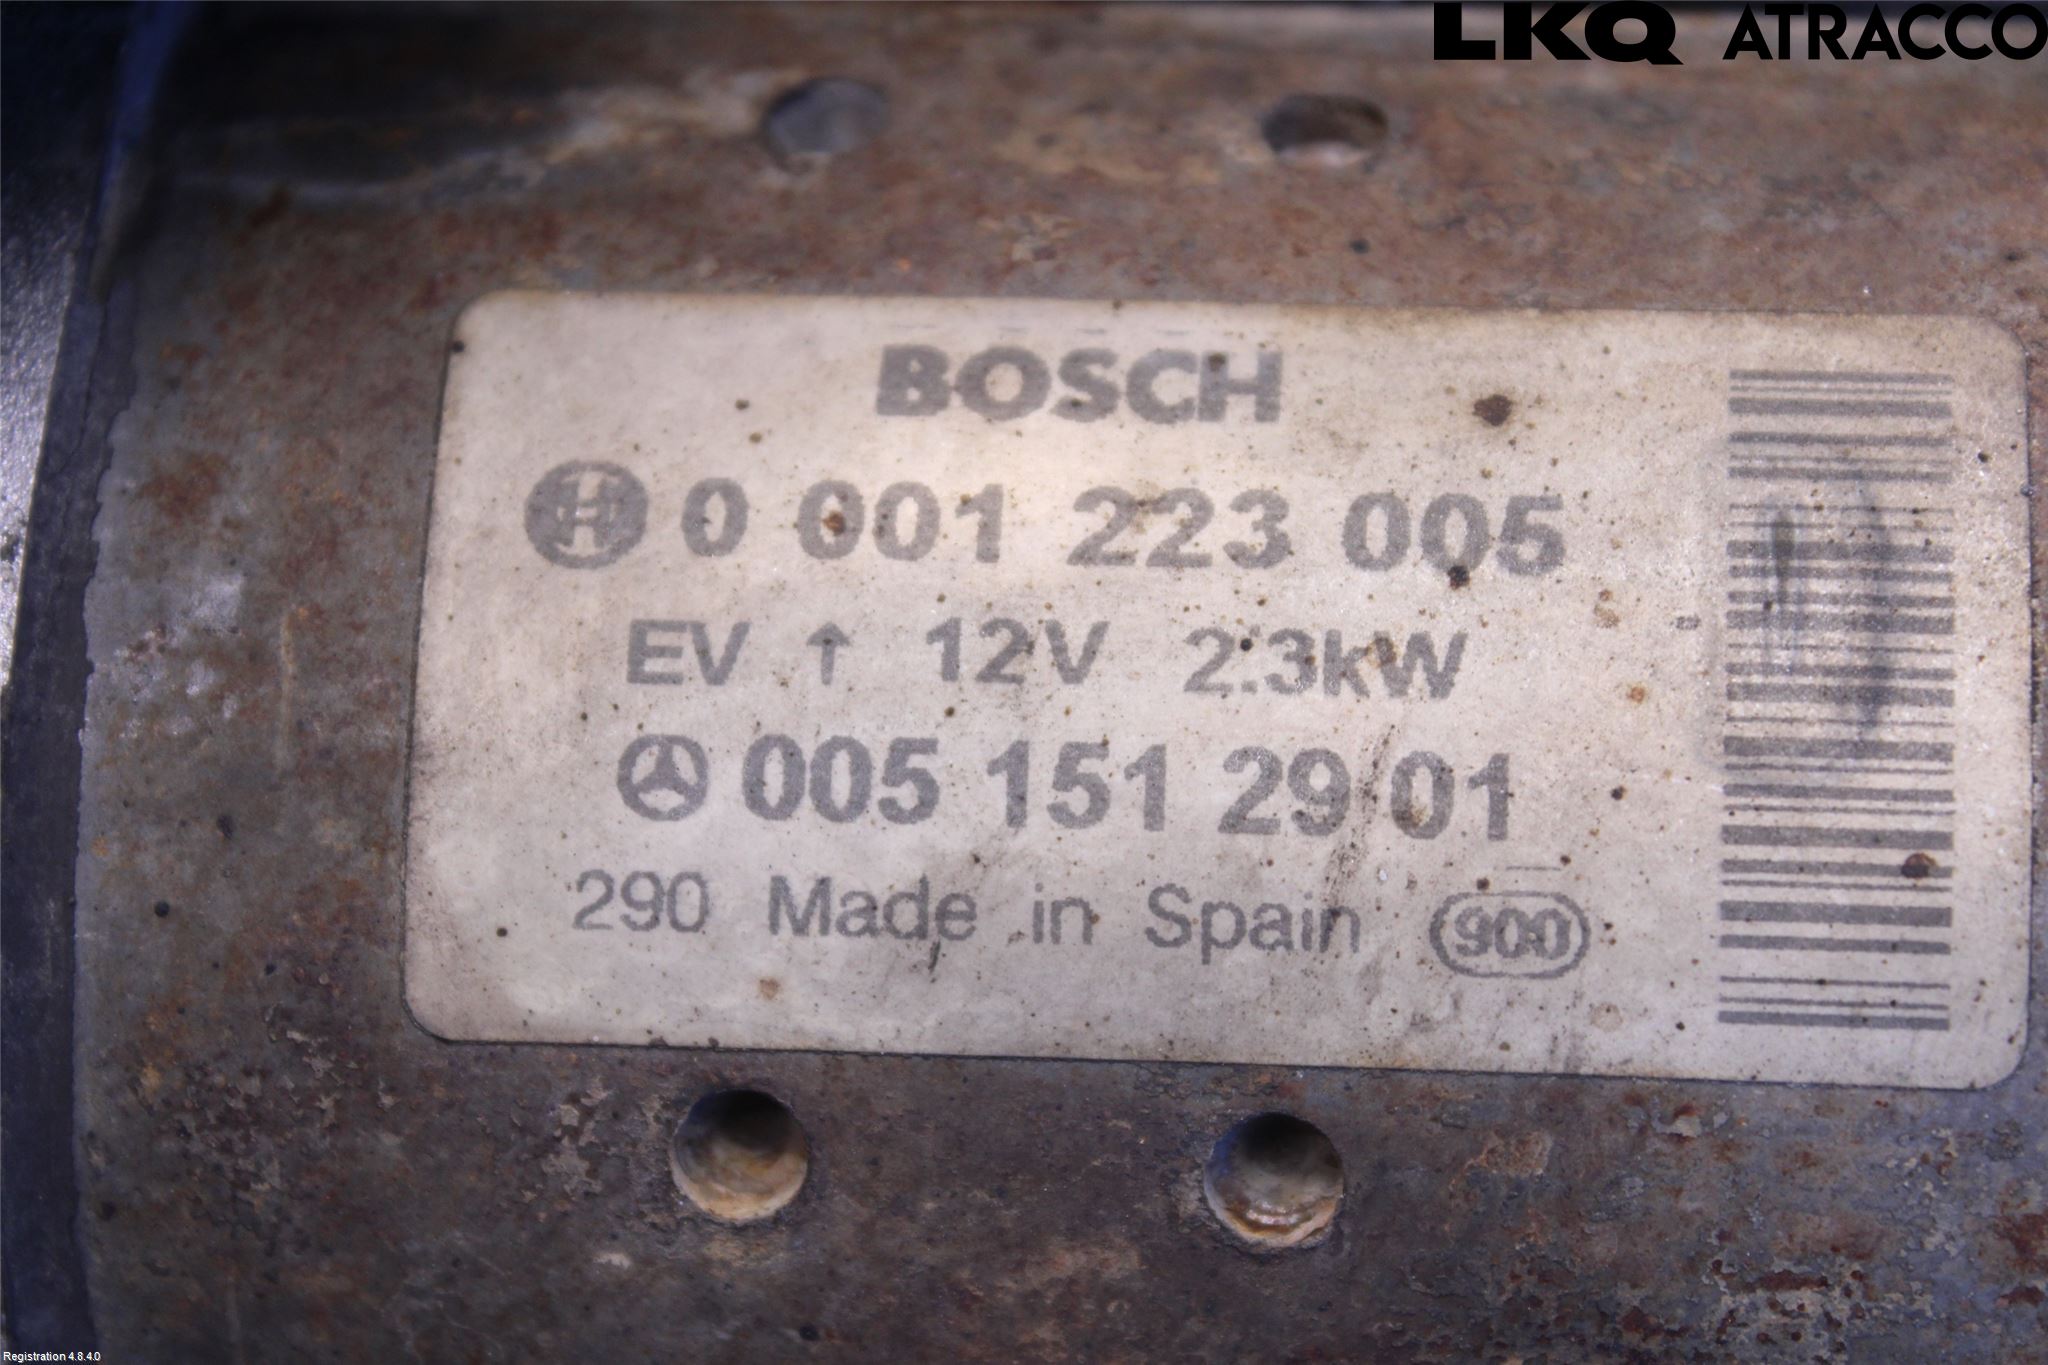 LKQ ATRACCO
BOSCH
0 001 223 005
EV ↑ 12V 2.3kW
005 151 29 01
290 Made in Spain 900
Registration 4.8.4.0